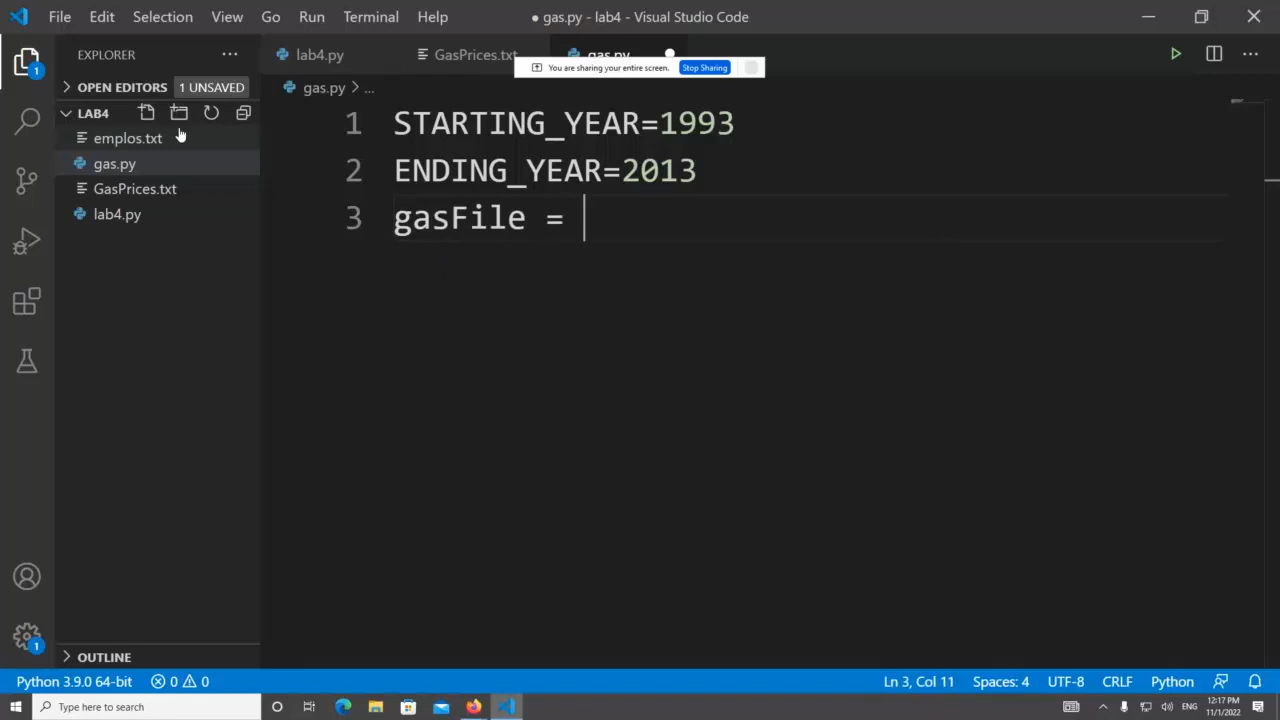 File Edit Selection View Go Run Terminal Help
● gas.py - lab4 - Visual Studio Code
EXPLORER
lab4.py
GasPrices.txt
gas.py
You are sharing your entire screen.
Stop Sharing
1
OPEN EDITORS
1 UNSAVED
gas.py > ...
LAB4
emplos.txt
gas.py
GasPrices.txt
lab4.py
1 STARTING_YEAR=1993
2 ENDING_YEAR=2013
3 gasFile =
1
OUTLINE
Python 3.9.0 64-bit
0
0
Ln 3, Col 11
Spaces: 4
UTF-8
CRLF
Python
Type here to search
ENG
12:17 PM
11/1/2022